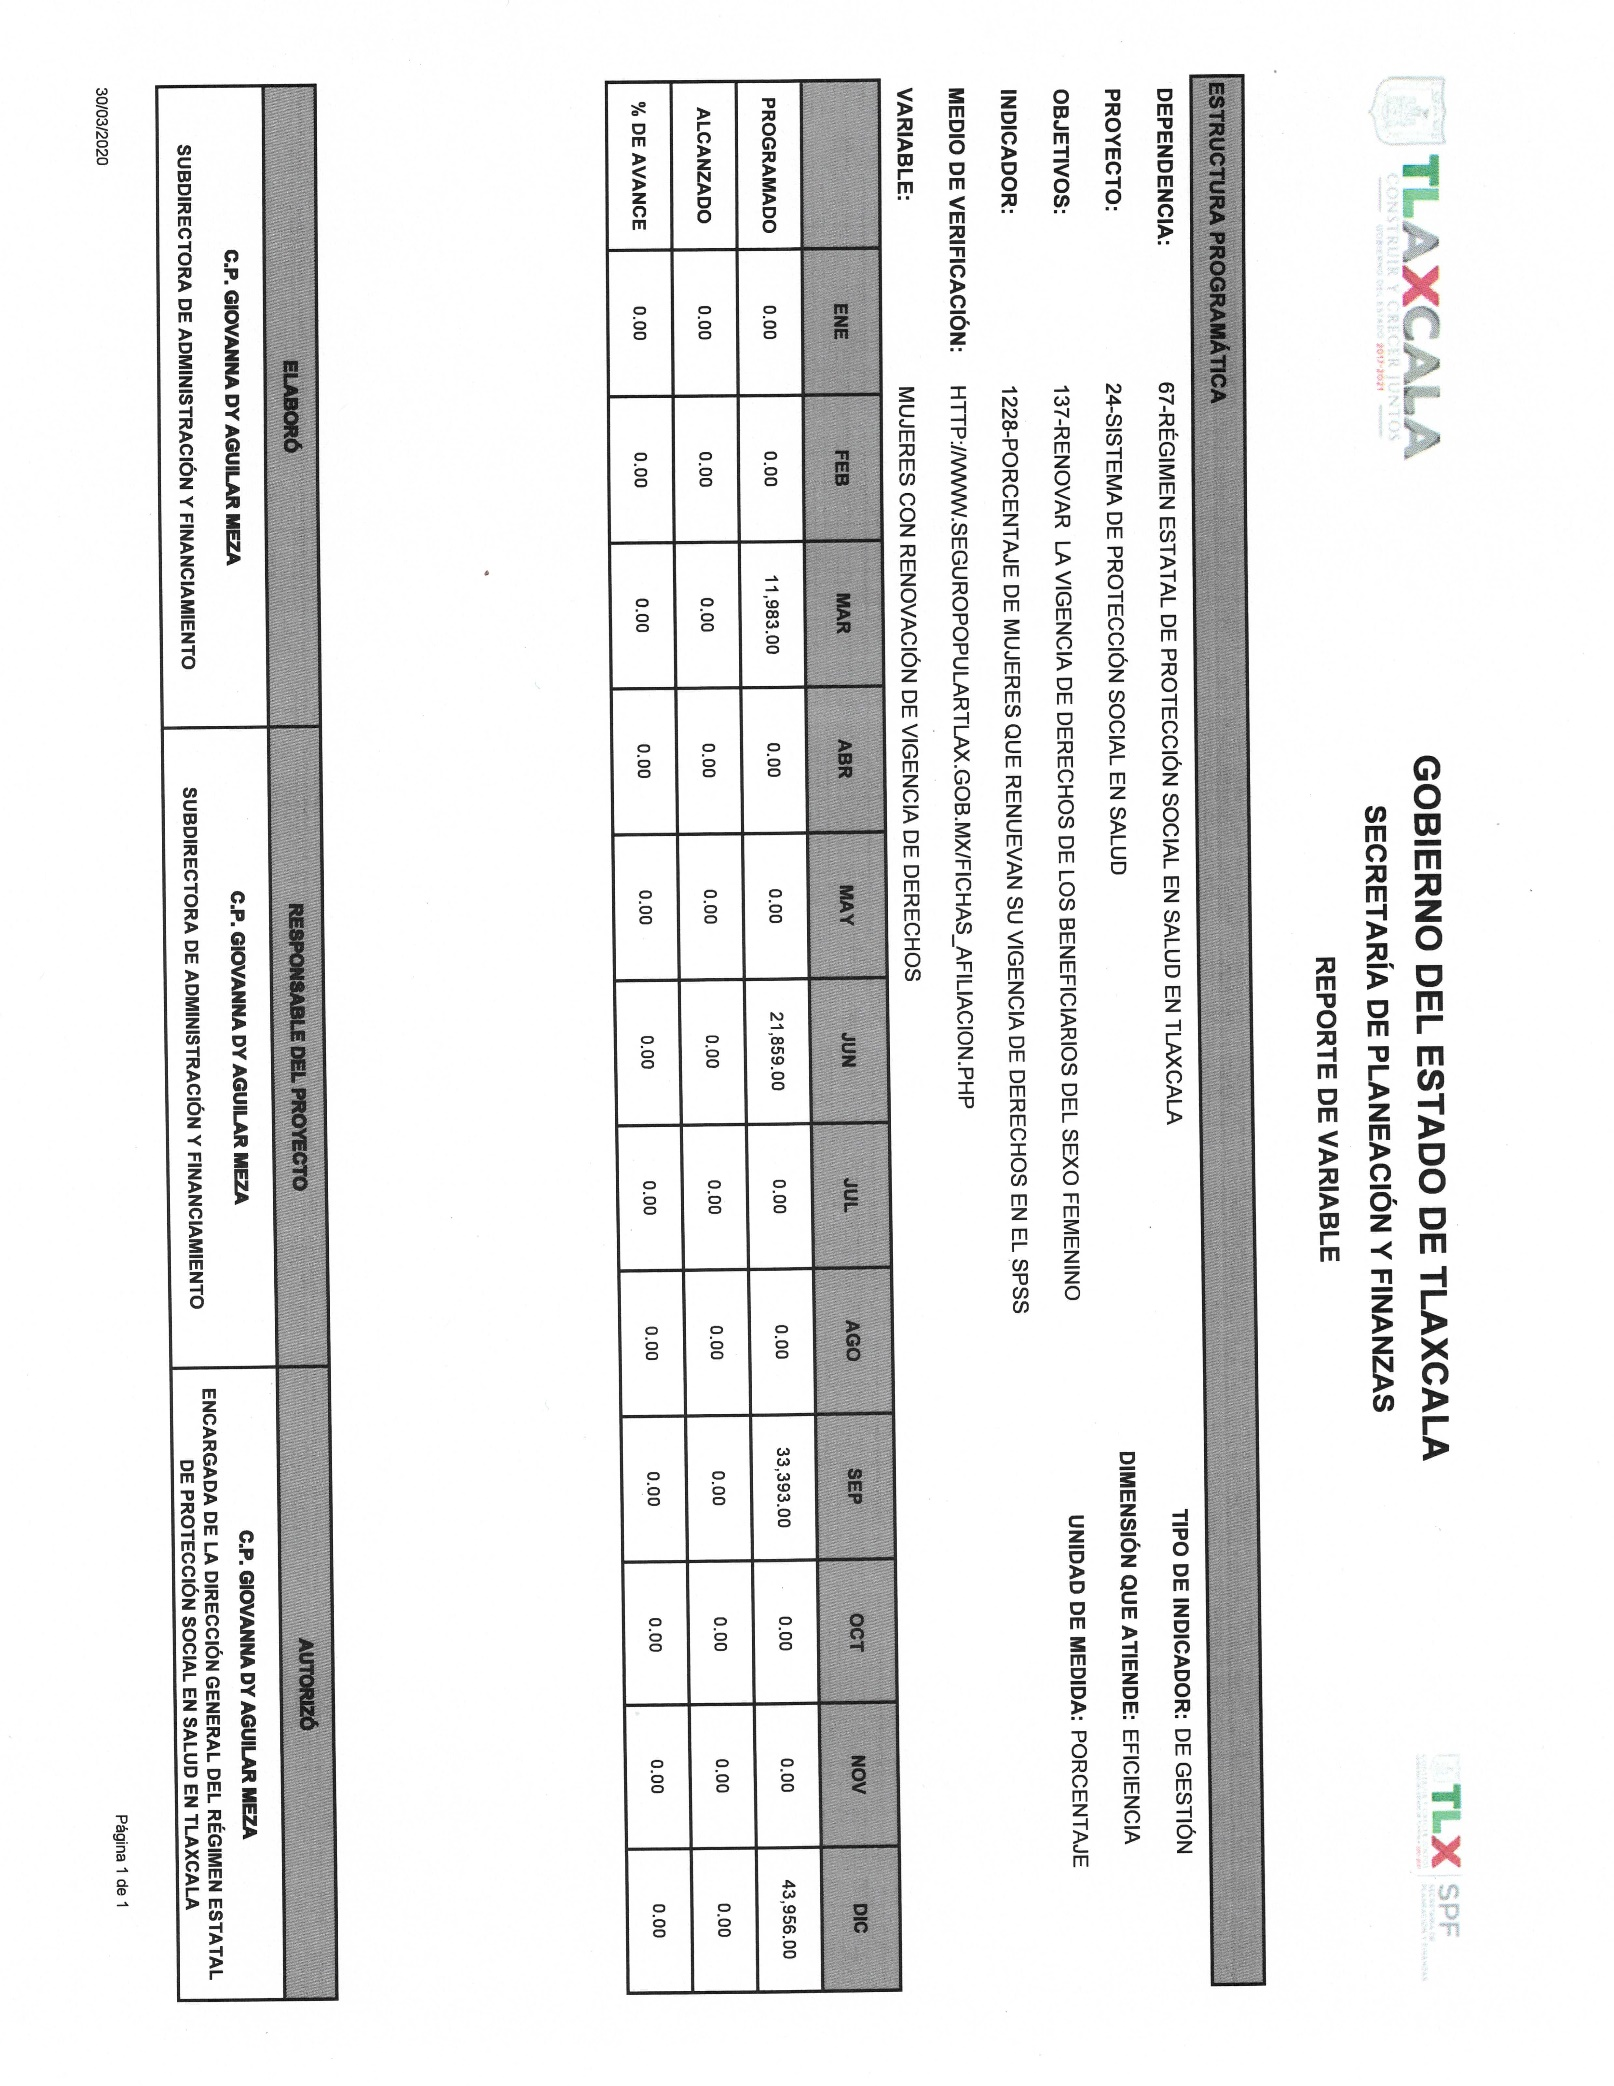 TLAXCALA
CONSTRUIR Y CRECER JUNTOS
GOBIERNO DEL ESTADO 2017-2021
GOBIERNO DEL ESTADO DE TLAXCALA
SECRETARÍA DE PLANEACIÓN Y FINANZAS
REPORTE DE VARIABLE
TLX SPF
ESTRUCTURA PROGRAMÁTICA
DEPENDENCIA: 67-RÉGIMEN ESTATAL DE PROTECCIÓN SOCIAL EN SALUD EN TLAXCALA TIPO DE INDICADOR: DE GESTIÓN
PROYECTO: 24-SISTEMA DE PROTECCIÓN SOCIAL EN SALUD DIMENSIÓN QUE ATIENDE: EFICIENCIA
OBJETIVOS: 137-RENOVAR LA VIGENCIA DE DERECHOS DE LOS BENEFICIARIOS DEL SEXO FEMENINO UNIDAD DE MEDIDA: PORCENTAJE
INDICADOR: 1228-PORCENTAJE DE MUJERES QUE RENUEVAN SU VIGENCIA DE DERECHOS EN EL SPSS
MEDIO DE VERIFICACIÓN: HTTP://WWW.SEGUROPOPULARTLAX.GOB.MX/FICHAS_AFILIACION.PHP
VARIABLE: MUJERES CON RENOVACIÓN DE VIGENCIA DE DERECHOS
ENE FEB MAR ABR MAY JUN JUL AGO SEP OCT NOV DIC
PROGRAMADO 0.00 0.00 11,983.00 0.00 0.00 21,859.00 0.00 0.00 33,393.00 0.00 0.00 43,956.00
ALCANZADO 0.00 0.00 0.00 0.00 0.00 0.00 0.00 0.00 0.00 0.00 0.00 0.00
% DE AVANCE 0.00 0.00 0.00 0.00 0.00 0.00 0.00 0.00 0.00 0.00 0.00 0.00
ELABORÓ RESPONSABLE DEL PROYECTO AUTORIZÓ
C.P. GIOVANNA DY AGUILAR MEZA C.P. GIOVANNA DY AGUILAR MEZA C.P. GIOVANNA DY AGUILAR MEZA
SUBDIRECTORA DE ADMINISTRACIÓN Y FINANCIAMIENTO SUBDIRECTORA DE ADMINISTRACIÓN Y FINANCIAMIENTO ENCARGADA DE LA DIRECCIÓN GENERAL DEL RÉGIMEN ESTATAL
DE PROTECCIÓN SOCIAL EN SALUD EN TLAXCALA
30/03/2020 Página 1 de 1